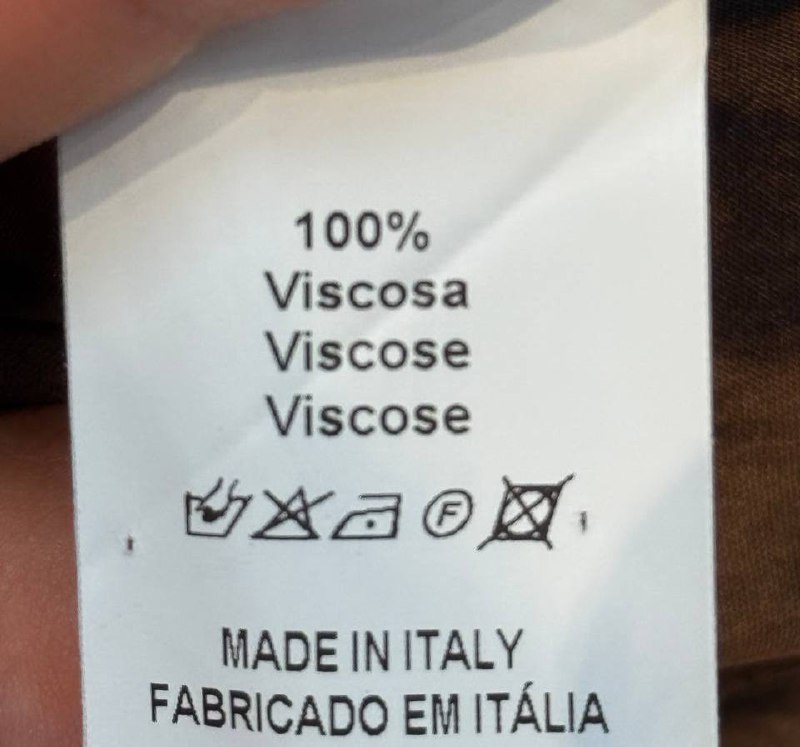 100%
Viscosa
Viscose
Viscose
F
MADE IN ITALY
FABRICADO EM ITÁLIA